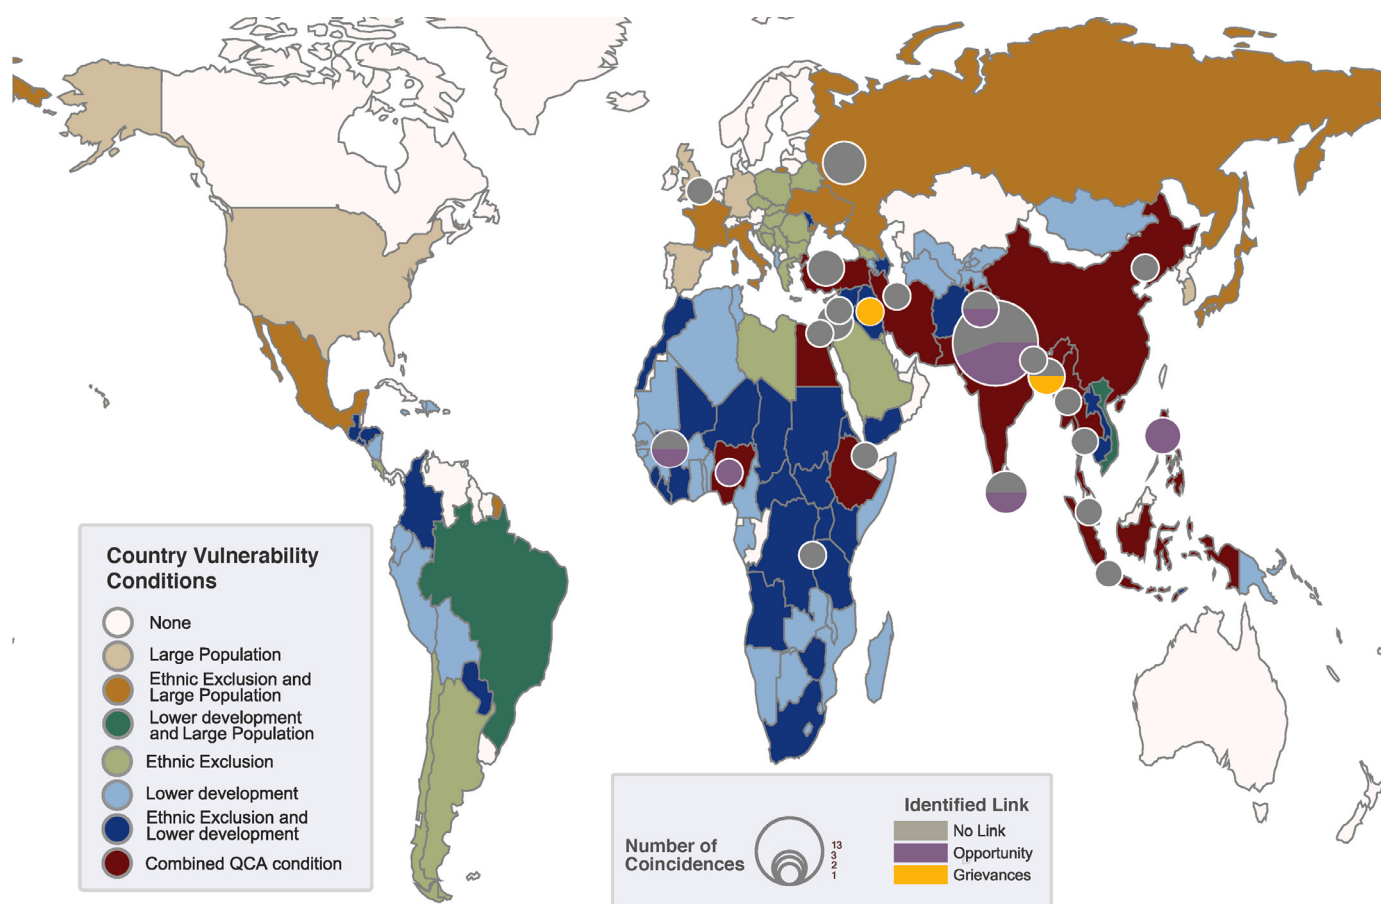 Country Vulnerability
Conditions
None
Large Population
Ethnic Exclusion and
Large Population
Lower development
and Large Population
Ethnic Exclusion
Lower development
Ethnic Exclusion and
Lower development
Combined QCA condition
Number of
Coincidences
13
3
2
1
Identified Link
No Link
Opportunity
Grievances